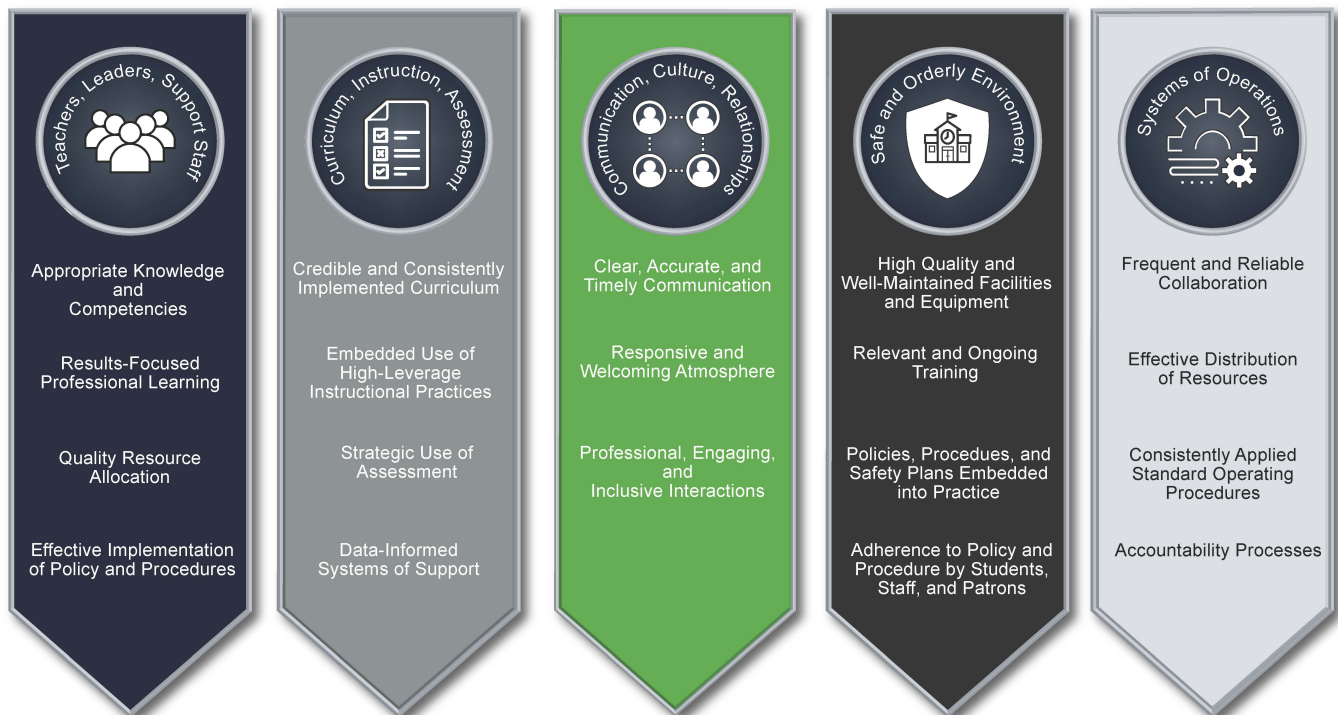 Teachers, Leaders, Support Staff
Appropriate Knowledge
and
Competencies
Results-Focused
Professional Learning
Quality Resource
Allocation
Effective Implementation
of Policy and Procedures
Curriculum, Instruction, Assessment
Credible and Consistently
Implemented Curriculum
Embedded Use of
High-Leverage
Instructional Practices
Strategic Use of
Assessment
Data-Informed
Systems of Support
Communication, Culture, Relationships
Clear, Accurate, and
Timely Communication
Responsive and
Welcoming Atmosphere
Professional, Engaging,
and
Inclusive Interactions
Safe and Orderly Environment
High Quality and
Well-Maintained Facilities
and Equipment
Relevant and Ongoing
Training
Policies, Procedues, and
Safety Plans Embedded
into Practice
Adherence to Policy and
Procedure by Students,
Staff, and Patrons
Systems of Operations
Frequent and Reliable
Collaboration
Effective Distribution
of Resources
Consistently Applied
Standard Operating
Procedures
Accountability Processes